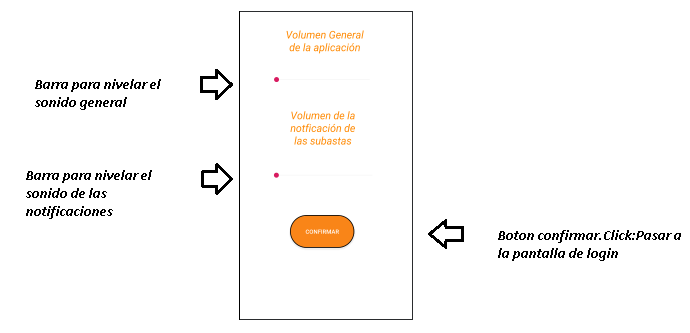 Volumen General
de la aplicación
Barra para nivelar el
sonido general
Volumen de la
notficación de
las subastas
Barra para nivelar el
sonido de las
notificaciones
CONFIRMAR
Boton confirmar.Click:Pasar a
la pantalla de login